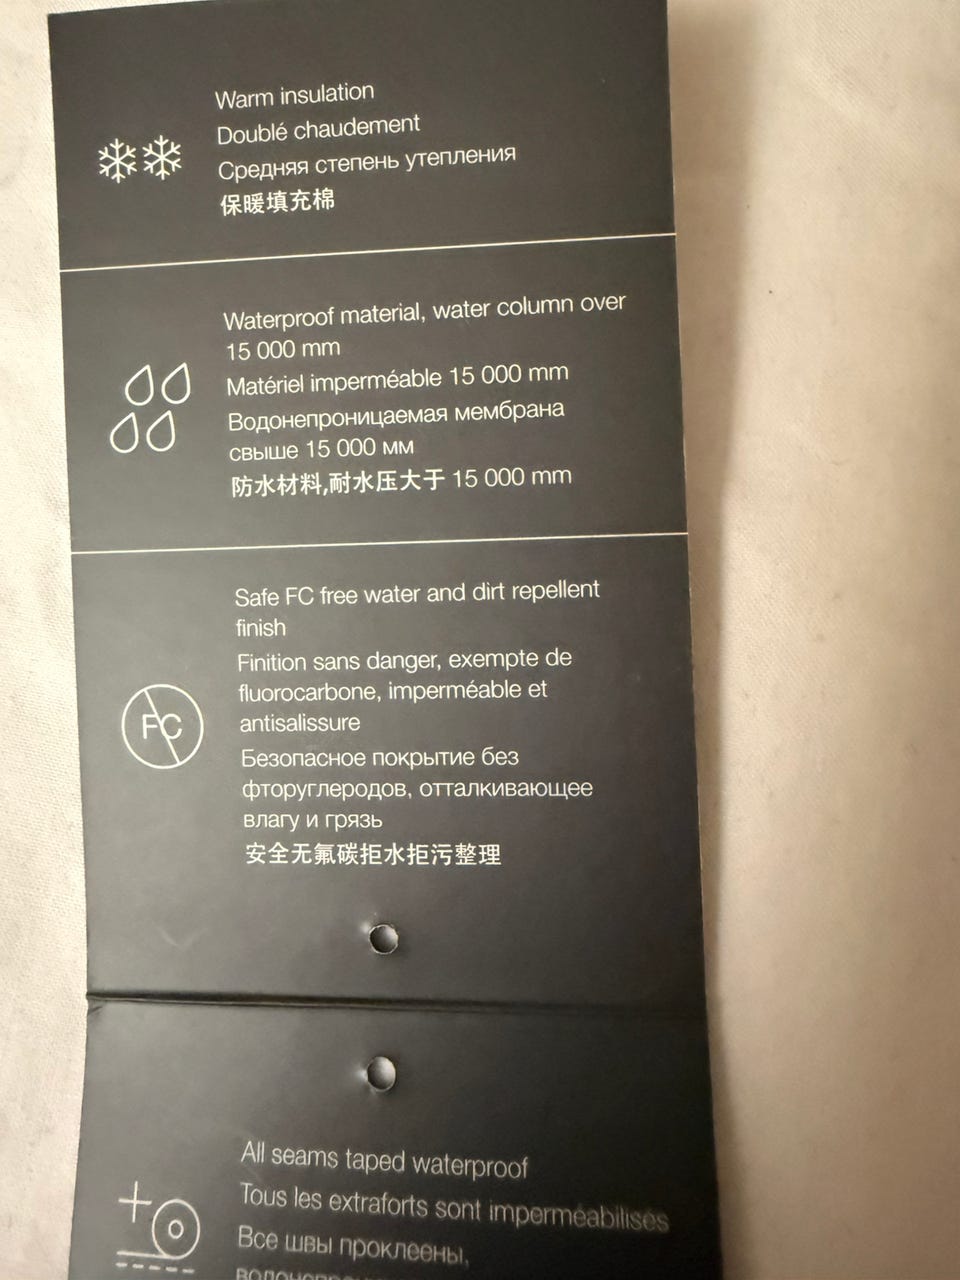 Warm insulation
Doublé chaudement
Средняя степень утепления
保暖填充棉
Waterproof material, water column over
15 000 mm
Matériel imperméable 15 000 mm
Водонепроницаемая мембрана
свыше 15 000 мм
防水材料,耐水压大于 15 000 mm
Safe FC free water and dirt repellent
finish
Finition sans danger, exempte de
fluorocarbone, imperméable et
antisalissure
FC
Безопасное покрытие без
фторуглеродов, отталкивающее
влагу и грязь
安全无氟碳拒水拒污整理
All seams taped waterproof
Tous les extraforts sont imperméabilisés
Все швы проклеены,